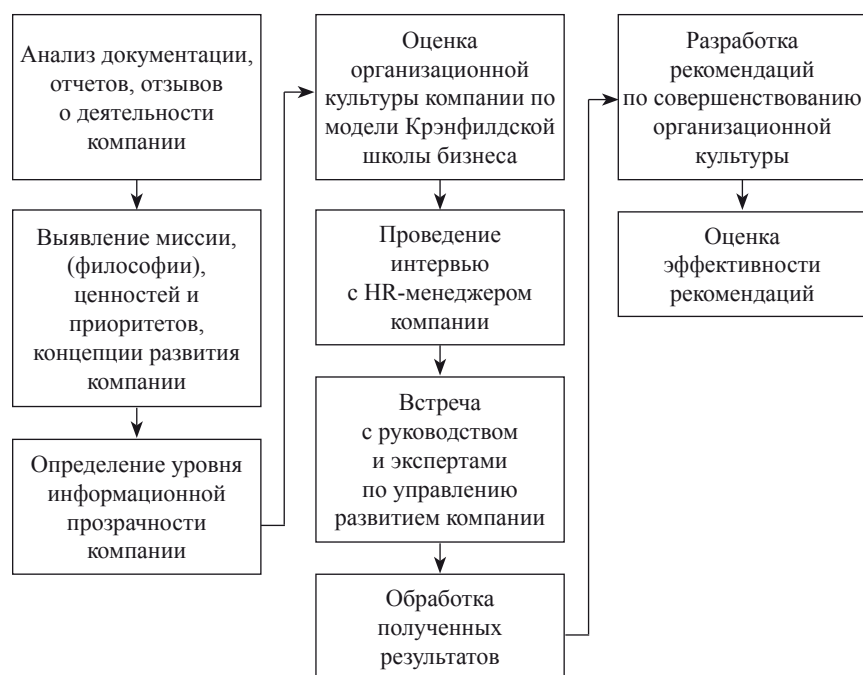 Анализ документации,
отчетов, отзывов
о деятельности
компании
Выявление миссии,
(философии),
ценностей и
приоритетов,
концепции развития
компании
Определение уровня
информационной
прозрачности
компании
Оценка
организационной
культуры компании по
модели Крэнфилдской
школы бизнеса
Проведение
интервью
с HR-менеджером
компании
Встреча
с руководством
и экспертами
по управлению
развитием компании
Обработка
полученных
результатов
Разработка
рекомендаций
по совершенствованию
организационной
культуры
Оценка
эффективности
рекомендаций